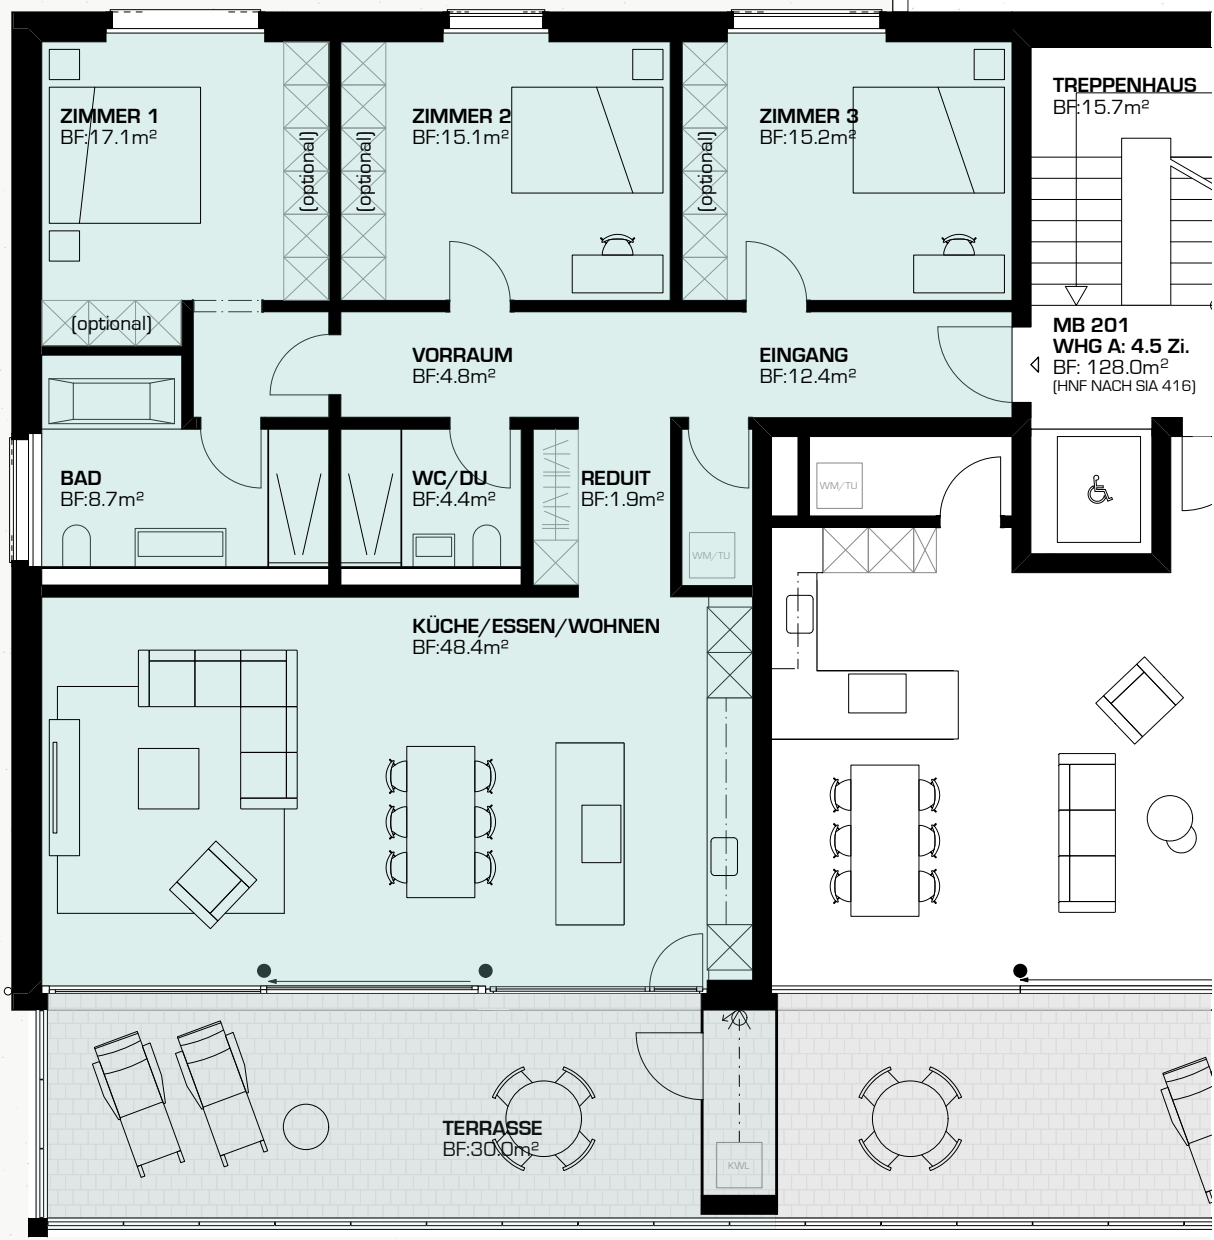 ZIMMER 1
BF:17.1m²
(optional)
(optional)
ZIMMER 2
BF:15.1m²
(optional)
ZIMMER 3
BF:15.2m²
TREPPENHAUS
BF:15.7m²
(optional)
VORRAUM
BF:4.8m²
EINGANG
BF:12.4m²
MB 201
WHG A: 4.5 Zi.
BF: 128.0m²
(HNF NACH SIA 416)
BAD
BF:8.7m²
WC/DU
BF:4.4m²
REDUIT
BF:1.9m²
WM/TU
WM/TU
KÜCHE/ESSEN/WOHNEN
BF:48.4m²
TERRASSE
BF:30.0m²
KWL